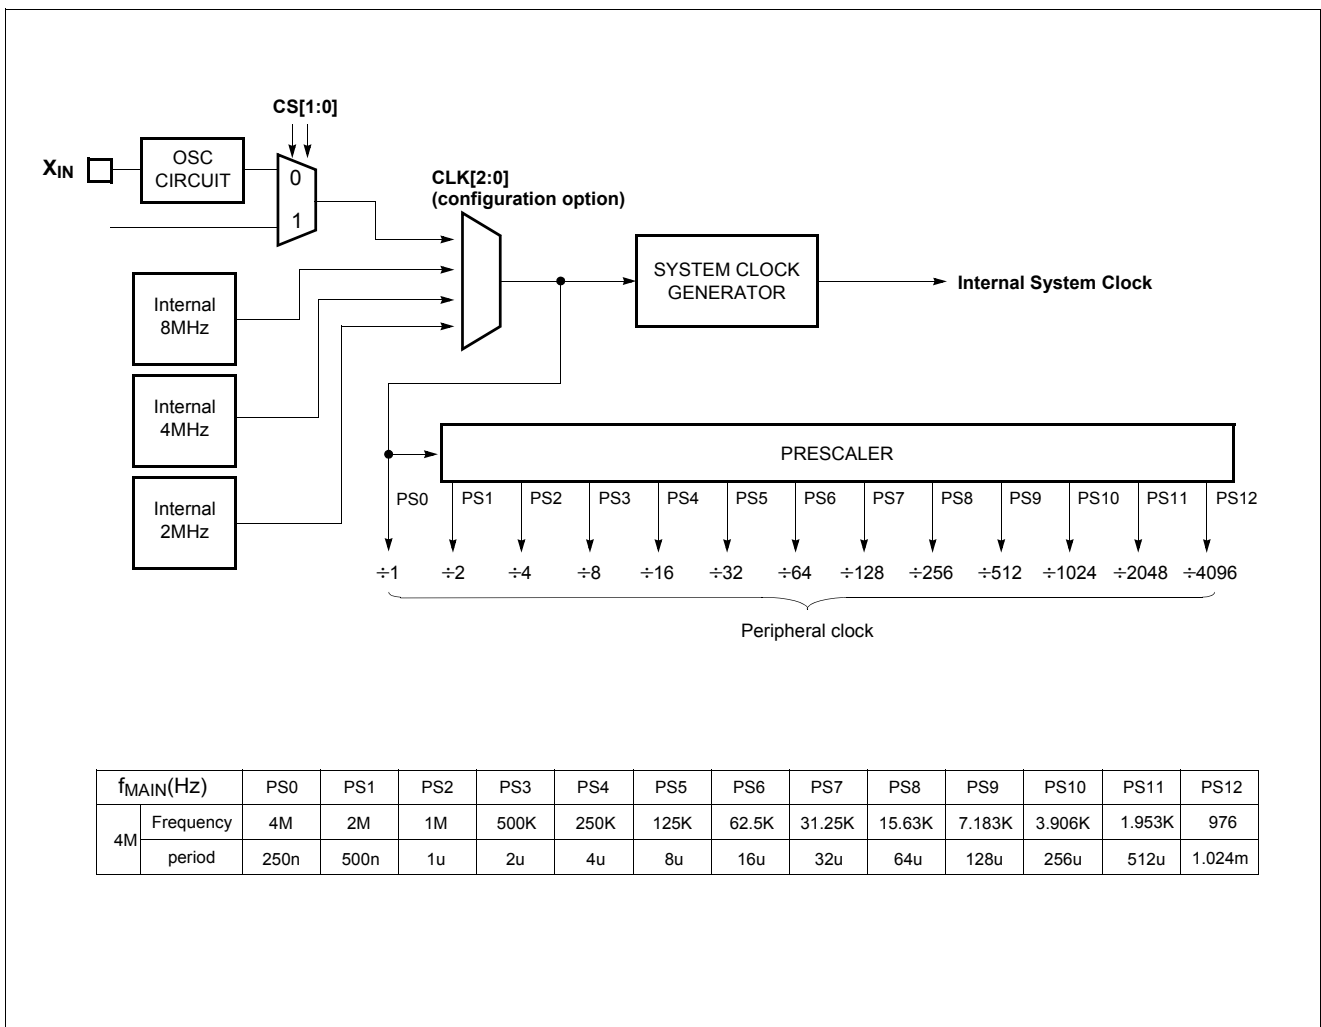 CS[1:0]
XIN
OSC
CIRCUIT
0
1
CLK[2:0]
(configuration option)
SYSTEM CLOCK
GENERATOR
Internal System Clock
Internal
8MHz
Internal
4MHz
Internal
2MHz
PRESCALER
PS0 PS1 PS2 PS3 PS4 PS5 PS6 PS7 PS8 PS9 PS10 PS11 PS12
÷1 ÷2 ÷4 ÷8 ÷16 ÷32 ÷64 ÷128 ÷256 ÷512 ÷1024 ÷2048 ÷4096
Peripheral clock
fMAIN(Hz) PS0 PS1 PS2 PS3 PS4 PS5 PS6 PS7 PS8 PS9 PS10 PS11 PS12
4M Frequency 4M 2M 1M 500K 250K 125K 62.5K 31.25K 15.63K 7.183K 3.906K 1.953K 976
period 250n 500n 1u 2u 4u 8u 16u 32u 64u 128u 256u 512u 1.024m